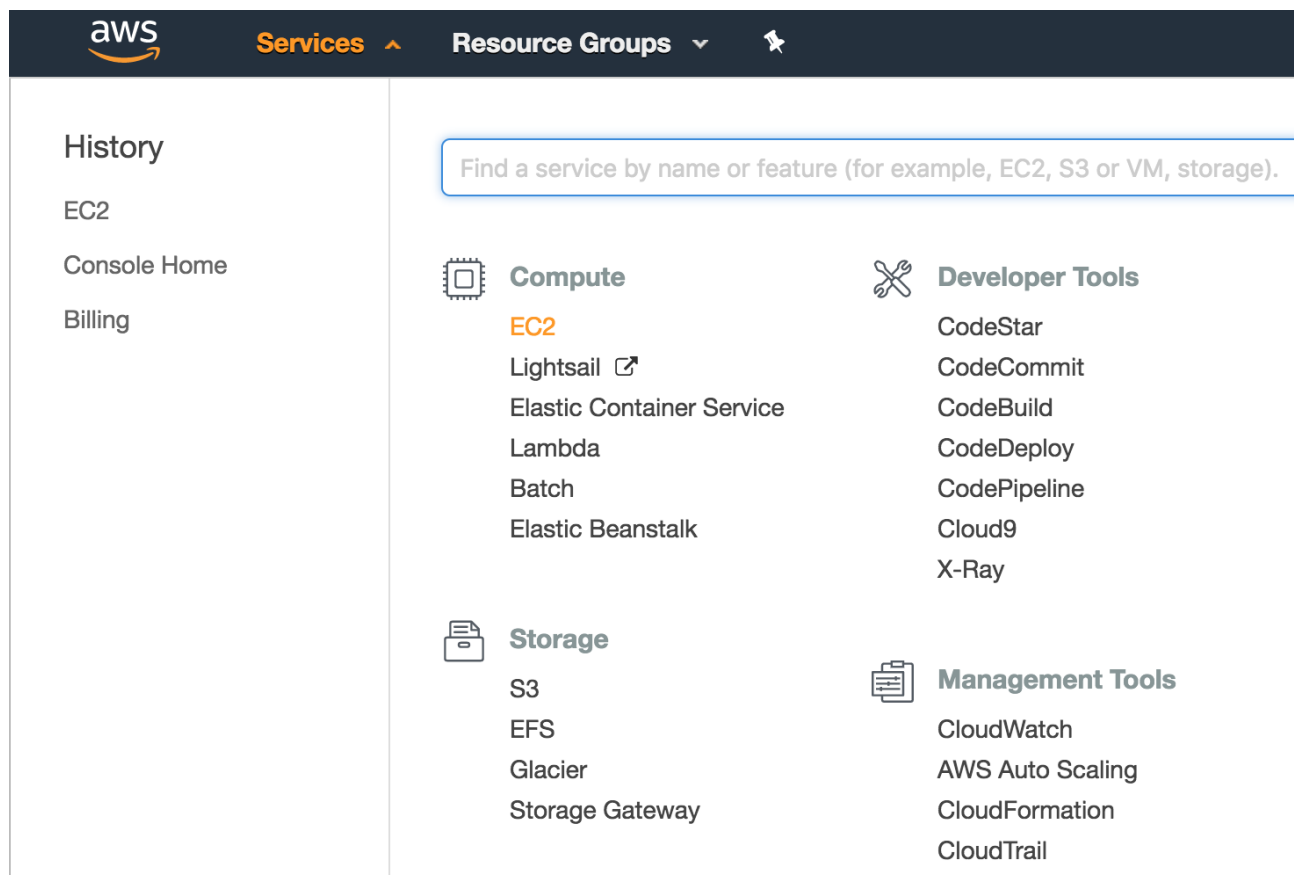 aws
Services
Resource Groups
History
EC2
Console Home
Billing
Find a service by name or feature (for example, EC2, S3 or VM, storage).
Compute
EC2
Lightsail
Elastic Container Service
Lambda
Batch
Elastic Beanstalk
Storage
S3
EFS
Glacier
Storage Gateway
Developer Tools
CodeStar
CodeCommit
CodeBuild
CodeDeploy
CodePipeline
Cloud9
X-Ray
Management Tools
CloudWatch
AWS Auto Scaling
CloudFormation
CloudTrail